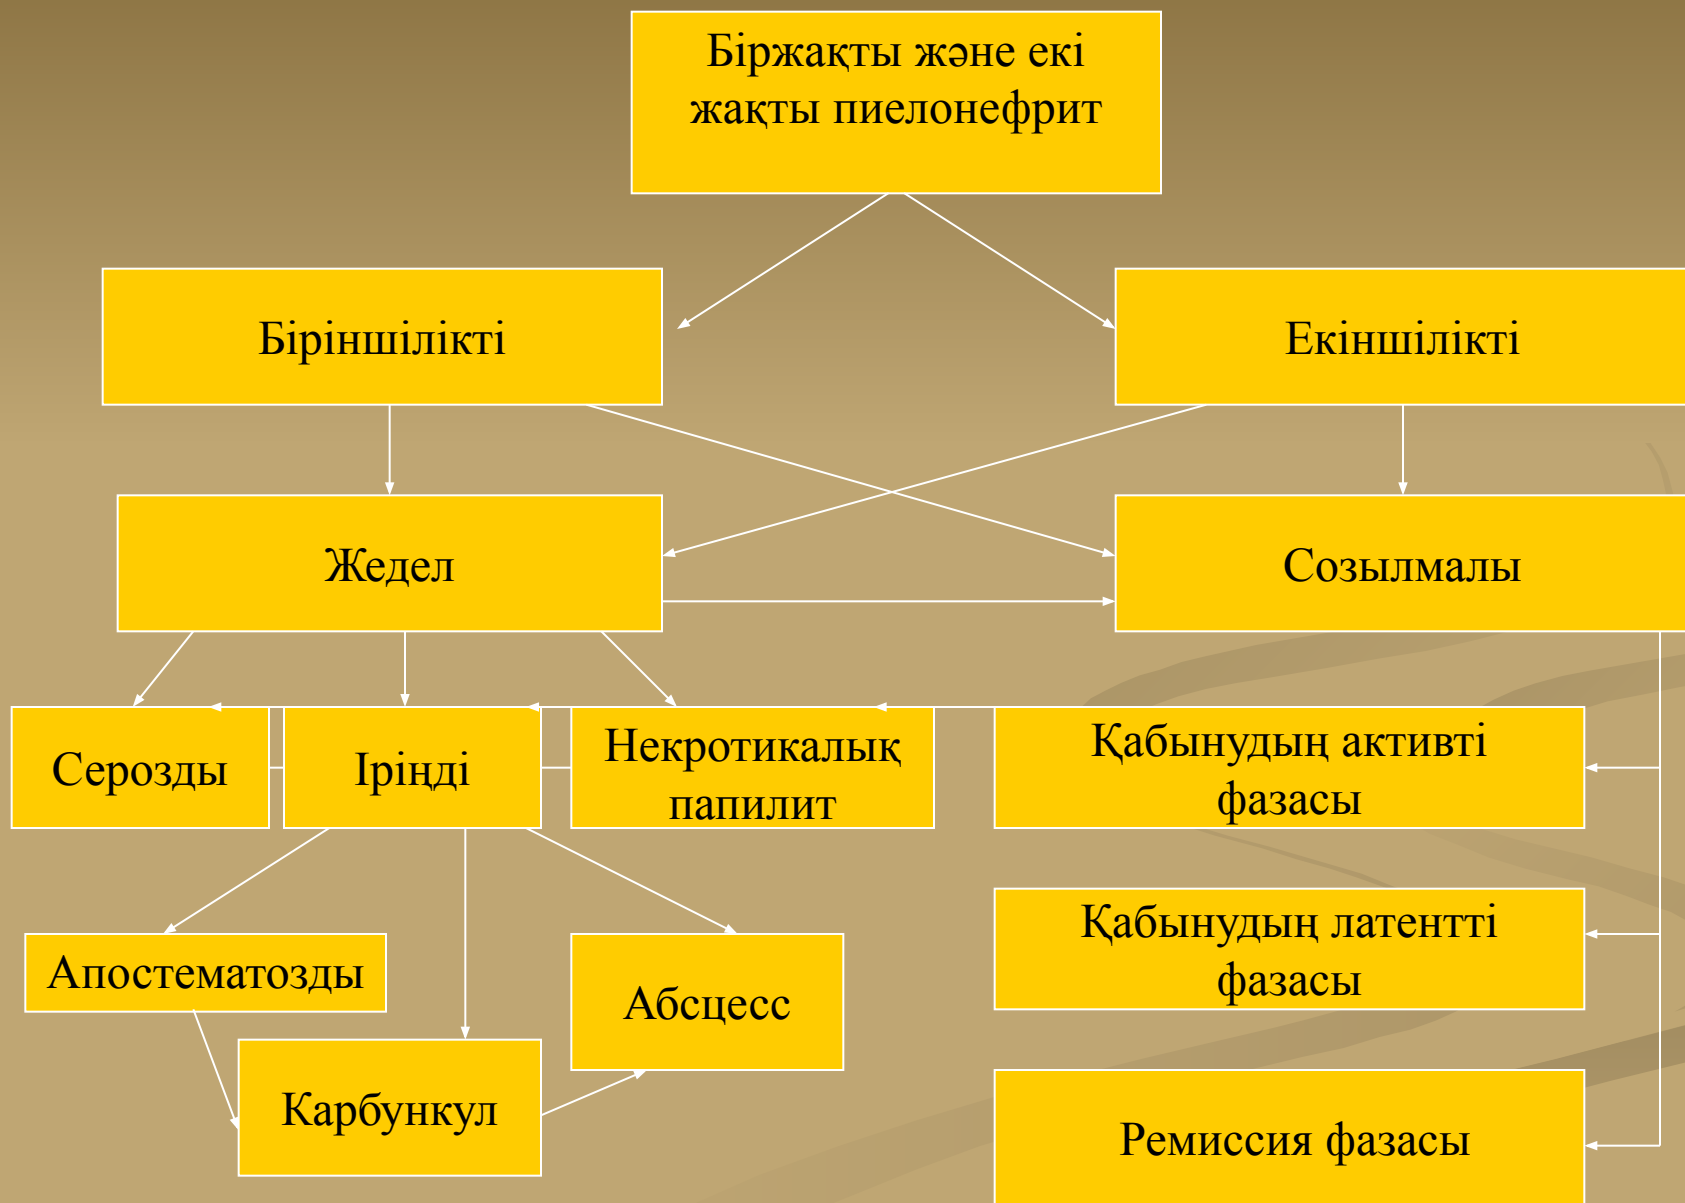 Біржақты және екі
жақты пиелонефрит
Біріншілікті
Екіншілікті
Жедел
Созылмалы
Серозды
Іріңді
Некротикалық
папилит
Қабынудың активті
фазасы
Қабынудың латентті
фазасы
Апостематозды
Абсцесс
Карбункул
Ремиссия фазасы